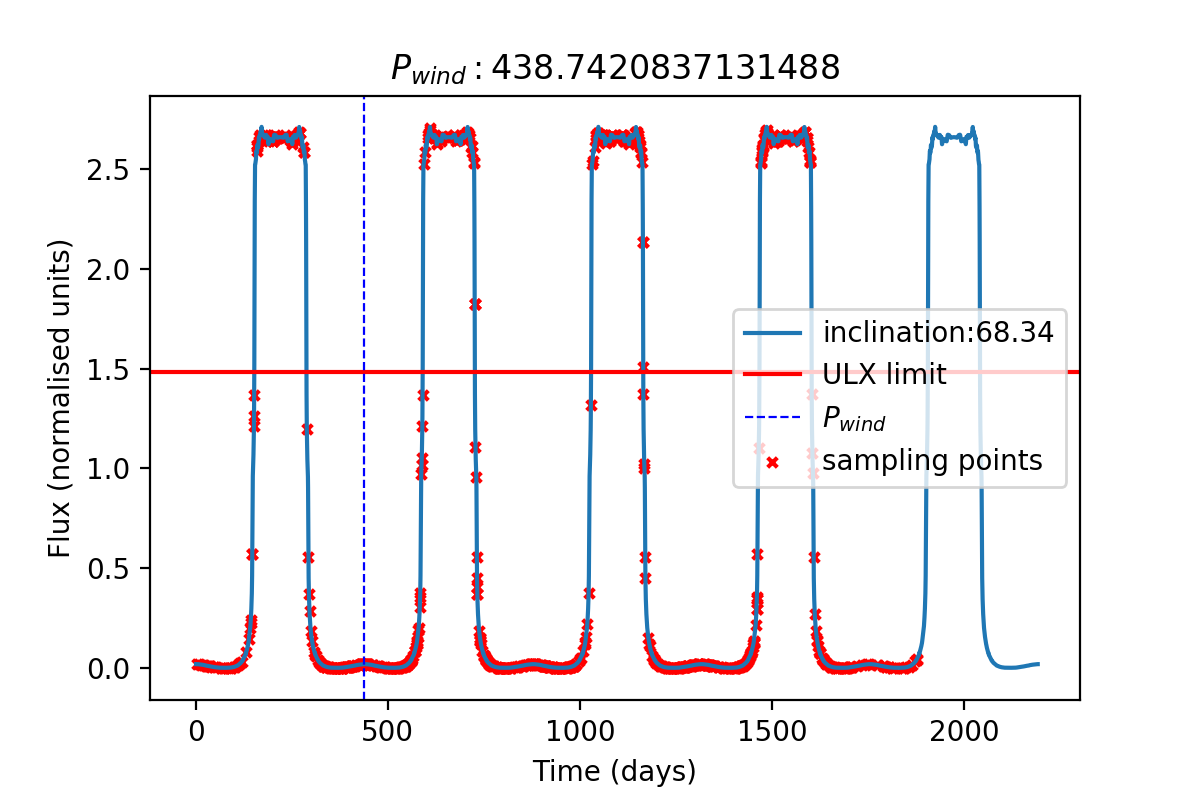 P_wind : 438.7420837131488
2.5
2.0
1.5
1.0
0.5
0.0
Flux (normalised units)
inclination:68.34
ULX limit
P_wind
sampling points
0
500
1000
1500
2000
Time (days)